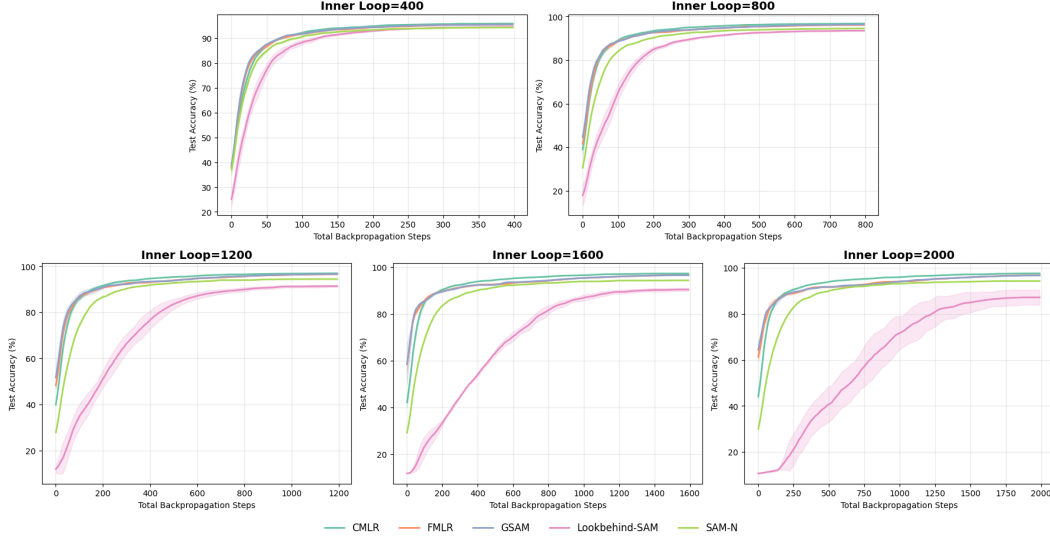 Inner Loop=400
Inner Loop=800
Test Accuracy (%)
90
80
70
60
50
40
30
20
0 50 100 150 200 250 300 350 400
Total Backpropagation Steps
Test Accuracy (%)
100
80
60
40
20
0 100 200 300 400 500 600 700 800
Total Backpropagation Steps
Inner Loop=1200
Inner Loop=1600
Inner Loop=2000
Test Accuracy (%)
100
80
60
40
20
0 200 400 600 800 1000 1200
Total Backpropagation Steps
Test Accuracy (%)
100
80
60
40
20
0 200 400 600 800 1000 1200 1400 1600
Total Backpropagation Steps
Test Accuracy (%)
100
80
60
40
20
0 250 500 750 1000 1250 1500 1750 2000
Total Backpropagation Steps
CMLR FMLR GSAM Lookbehind-SAM SAM-N